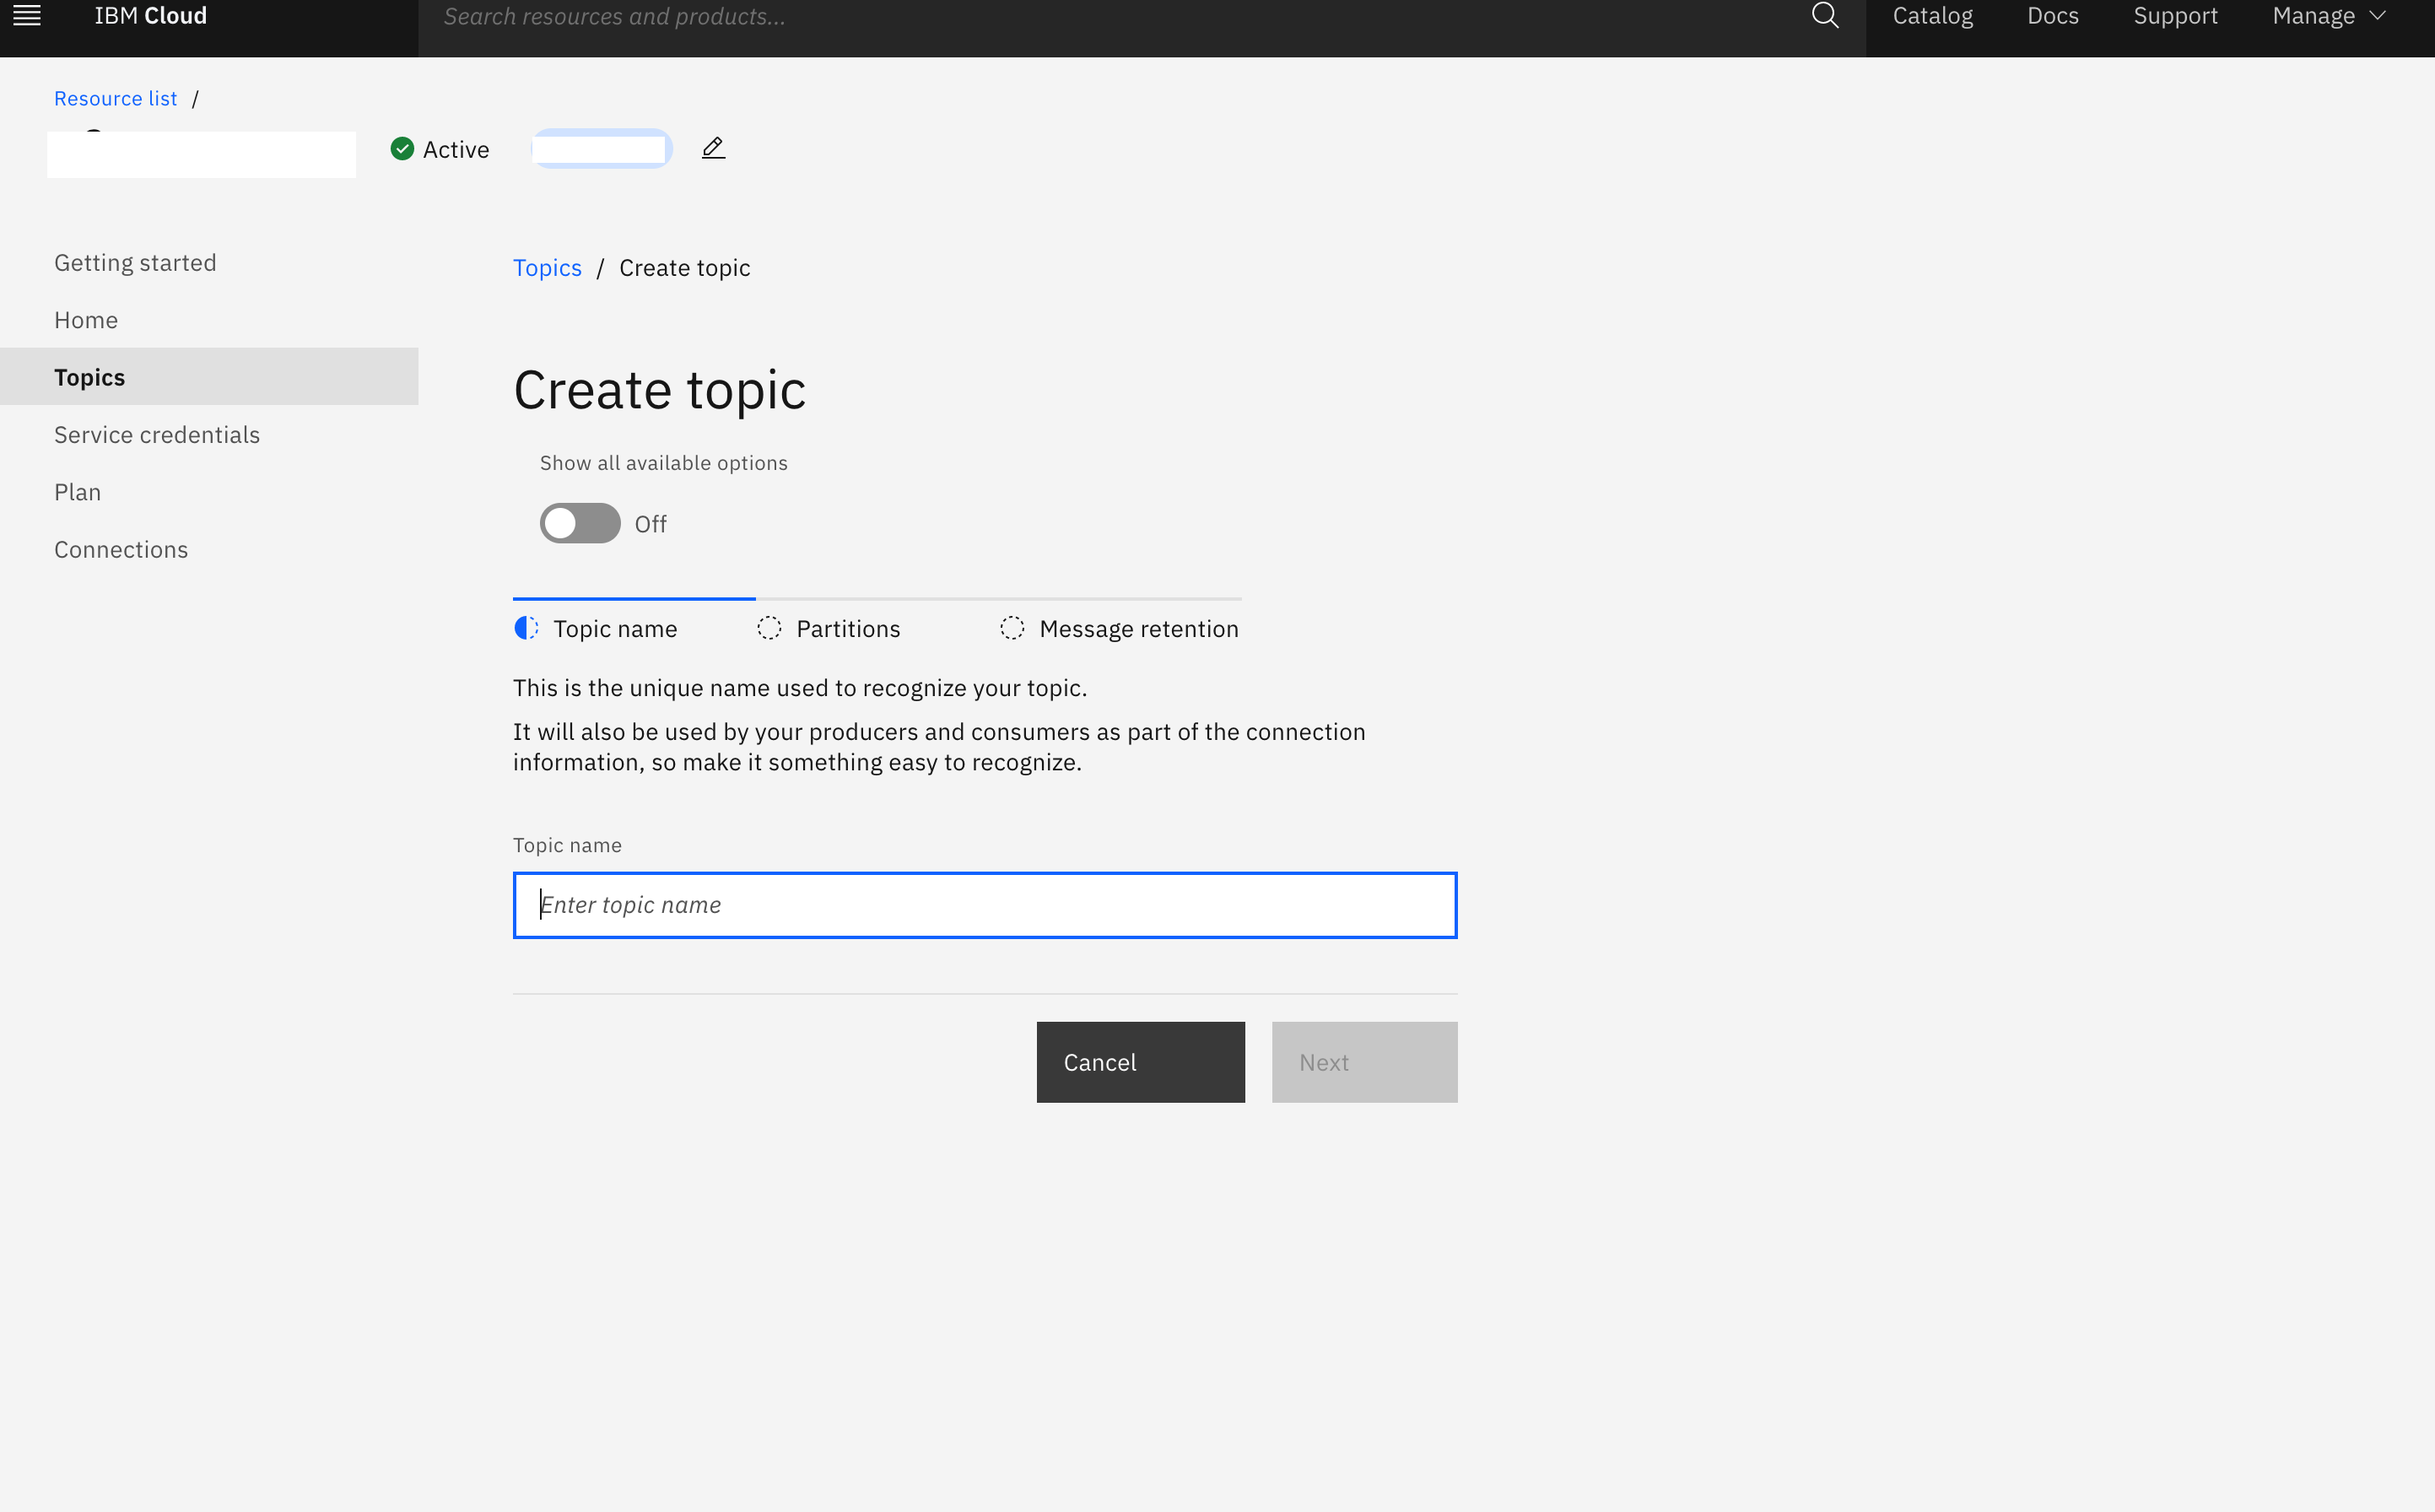 IBM Cloud
Search resources and products...
Catalog
Docs
Support
Manage
Resource list /
Active
Getting started
Home
Topics
Service credentials
Plan
Connections
Topics / Create topic
Create topic
Show all available options
Off
Topic name
Partitions
Message retention
This is the unique name used to recognize your topic.
It will also be used by your producers and consumers as part of the connection
information, so make it something easy to recognize.
Topic name
Enter topic name
Cancel
Next